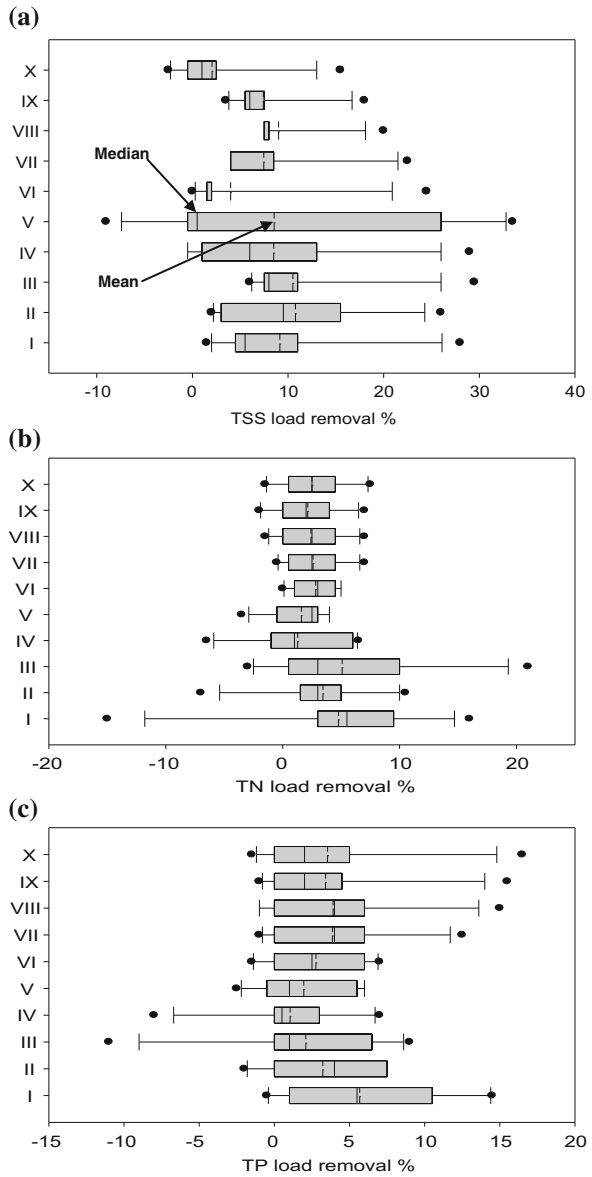 (a)
X
IX
VIII
VII
VI
V
IV
III
II
I
Median
Mean
-10 0 10 20 30 40
TSS load removal %
(b)
X
IX
VIII
VII
VI
V
IV
III
II
I
-20 -10 0 10 20
TN load removal %
(c)
X
IX
VIII
VII
VI
V
IV
III
II
I
-15 -10 -5 0 5 10 15 20
TP load removal %